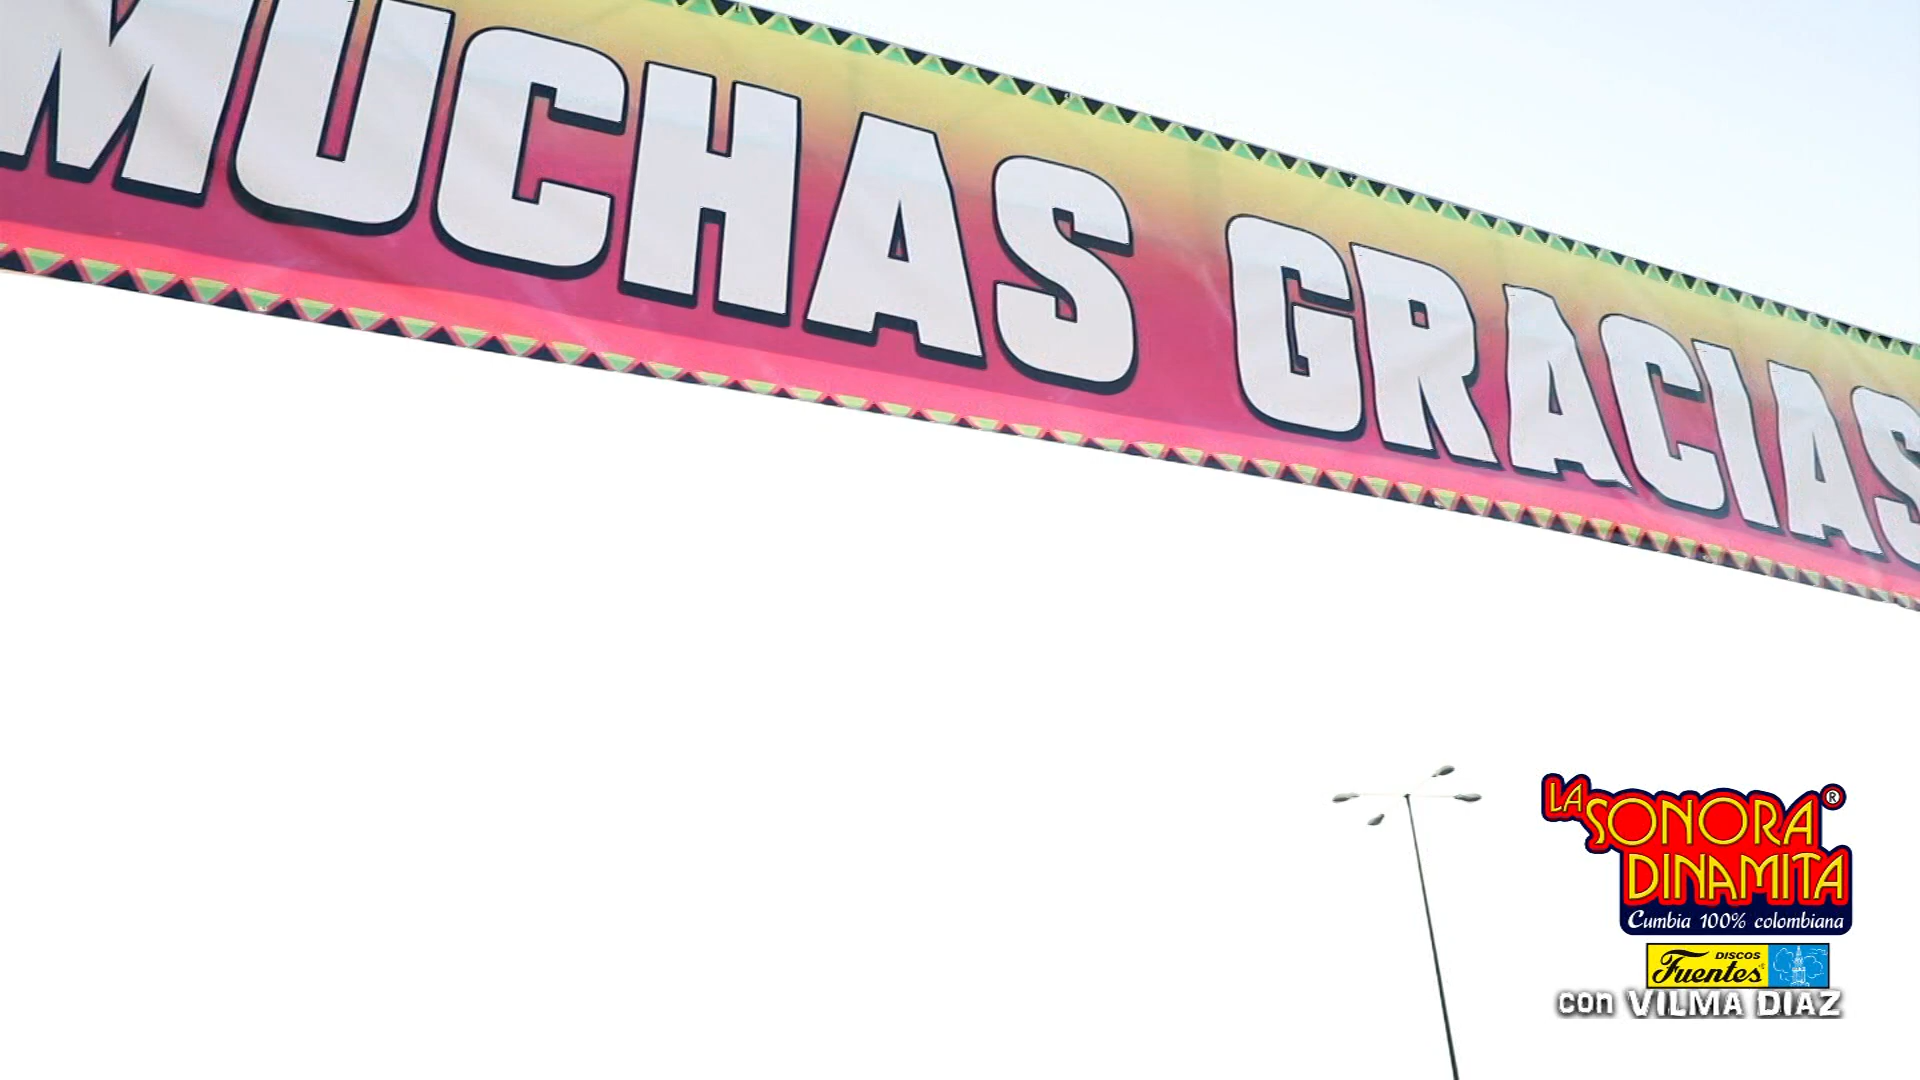 MUCHAS GRACIAS
LA SONORA ®
DINAMITA
Cumbia 100% colombiana
DISCOS
Fuentes
con VILMA DIAZ